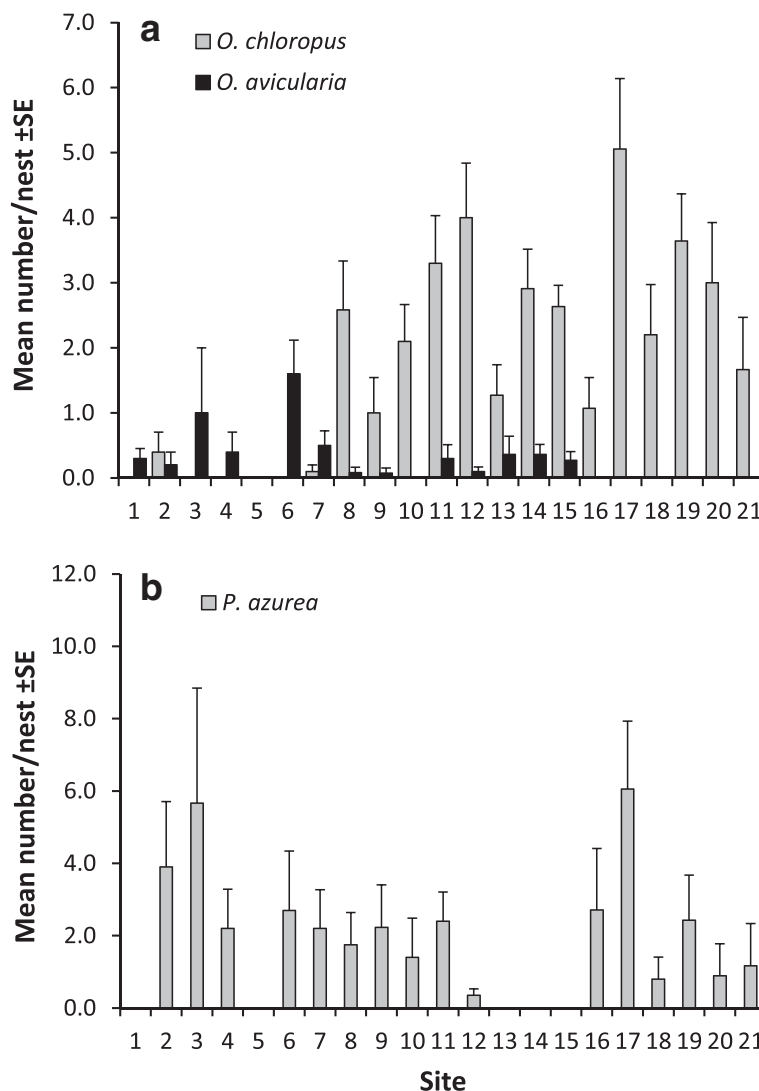 a
O. chloropus
O. avicularia
Mean number/nest ±SE
7.0
6.0
5.0
4.0
3.0
2.0
1.0
0.0
1 2 3 4 5 6 7 8 9 10 11 12 13 14 15 16 17 18 19 20 21
b
P. azurea
Mean number/nest ±SE
12.0
10.0
8.0
6.0
4.0
2.0
0.0
1 2 3 4 5 6 7 8 9 10 11 12 13 14 15 16 17 18 19 20 21
Site